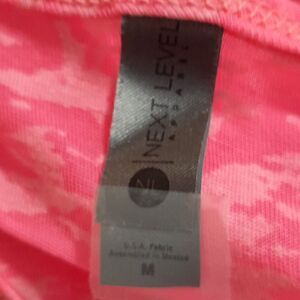 NEXT LEVEL
APPAREL
U.S.A. Fabric
Assembled in Mexico
M